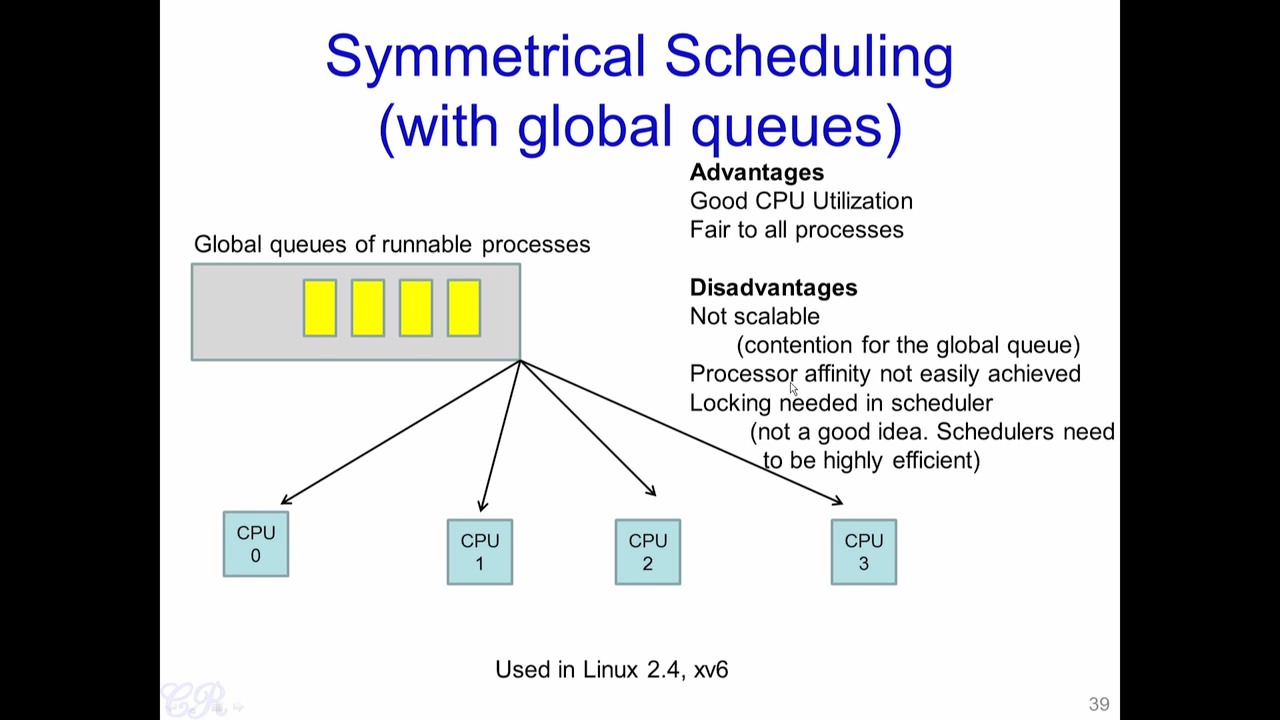 Symmetrical Scheduling
(with global queues)
Advantages
Good CPU Utilization
Fair to all processes
Global queues of runnable processes
Disadvantages
Not scalable
(contention for the global queue)
Processor affinity not easily achieved
Locking needed in scheduler
(not a good idea. Schedulers need
to be highly efficient)
CPU
0
CPU
1
CPU
2
CPU
3
Used in Linux 2.4, xv6
CR
39